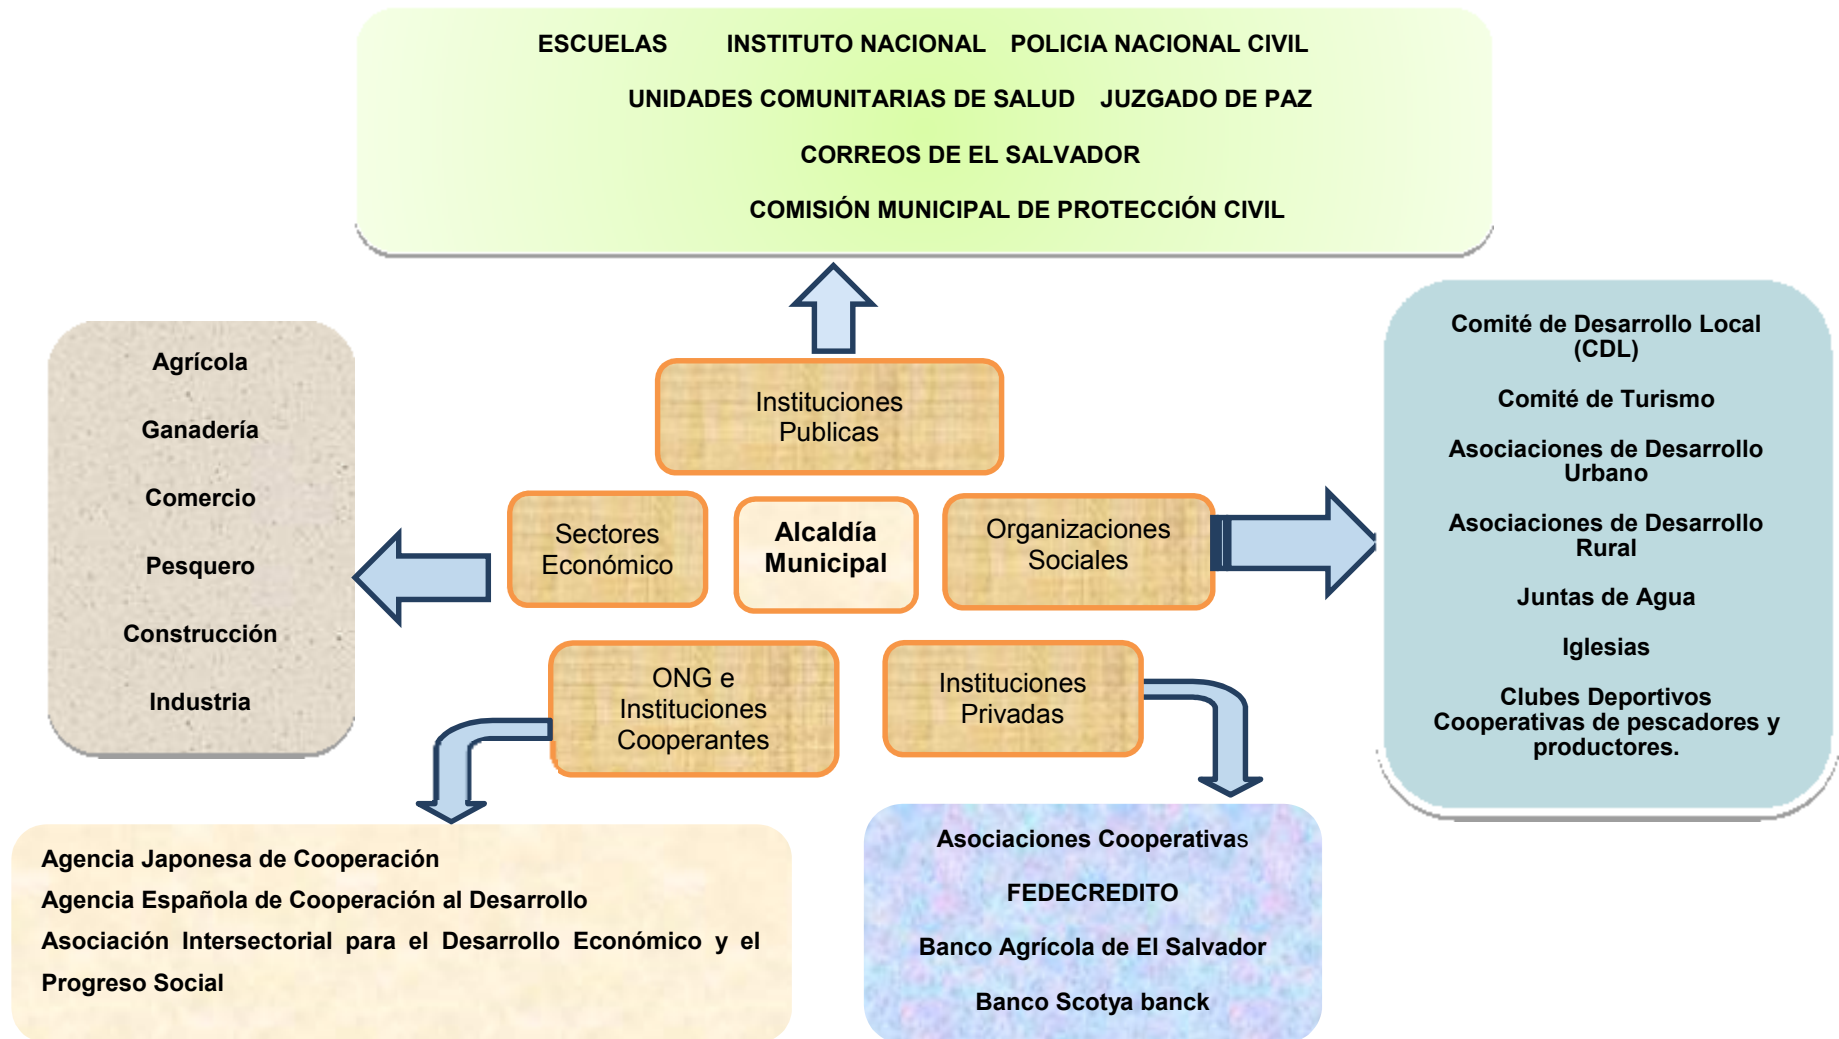 ESCUELAS INSTITUTO NACIONAL POLICIA NACIONAL CIVIL
UNIDADES COMUNITARIAS DE SALUD JUZGADO DE PAZ
CORREOS DE EL SALVADOR
COMISIÓN MUNICIPAL DE PROTECCIÓN CIVIL
Agrícola
Ganadería
Comercio
Pesquero
Construcción
Industria
Instituciones
Publicas
Sectores
Económico
Alcaldía
Municipal
Organizaciones
Sociales
Comité de Desarrollo Local
(CDL)
Comité de Turismo
Asociaciones de Desarrollo
Urbano
Asociaciones de Desarrollo
Rural
Juntas de Agua
Iglesias
Clubes Deportivos
Cooperativas de pescadores y
productores.
ONG e
Instituciones
Cooperantes
Instituciones
Privadas
Agencia Japonesa de Cooperación
Agencia Española de Cooperación al Desarrollo
Asociación Intersectorial para el Desarrollo Económico y el
Progreso Social
Asociaciones Cooperativas
FEDECREDITO
Banco Agrícola de El Salvador
Banco Scotya banck